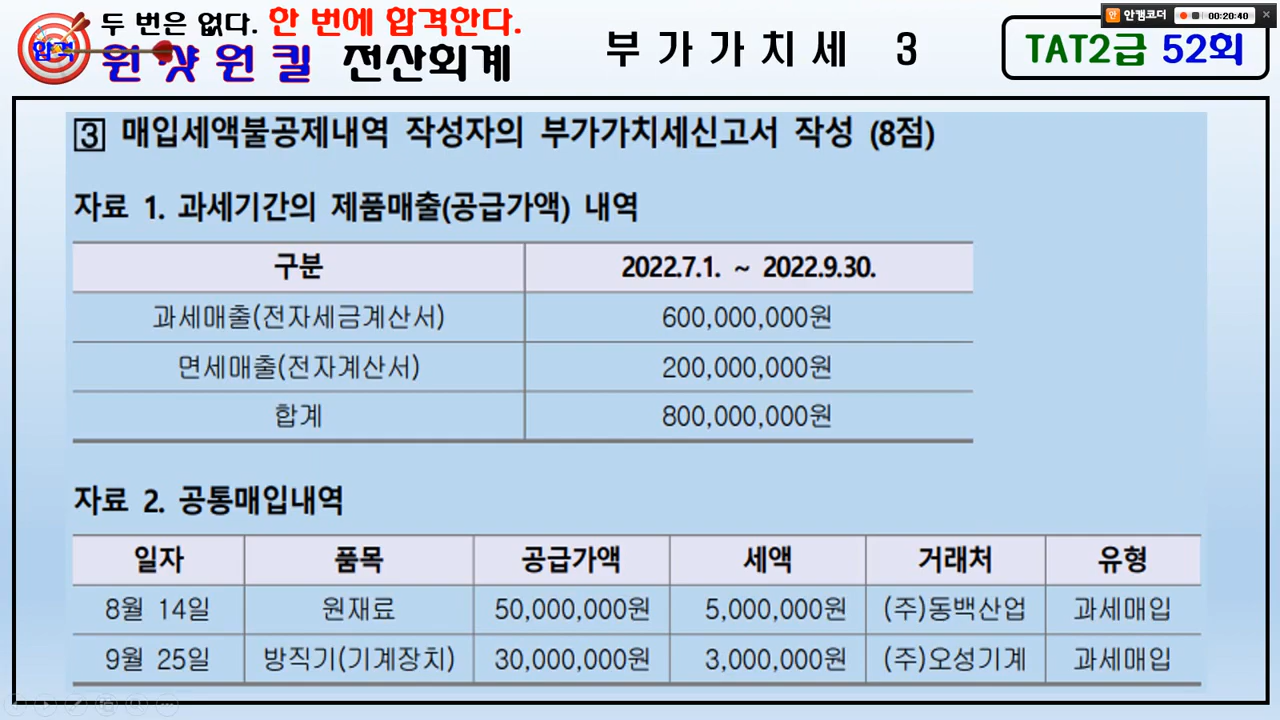 안캠코더 00:20:40
합격 두 번은 없다. 한 번에 합격한다.
원 샷 원 킬 전산회계
부가가치세 3
TAT2급 52회
3 매입세액불공제내역 작성자의 부가가치세신고서 작성 (8점)
자료 1. 과세기간의 제품매출(공급가액) 내역
구분 2022.7.1. ~ 2022.9.30.
과세매출(전자세금계산서) 600,000,000원
면세매출(전자계산서) 200,000,000원
합계 800,000,000원
자료 2. 공통매입내역
일자 품목 공급가액 세액 거래처 유형
8월 14일 원재료 50,000,000원 5,000,000원 (주)동백산업 과세매입
9월 25일 방직기(기계장치) 30,000,000원 3,000,000원 (주)오성기계 과세매입